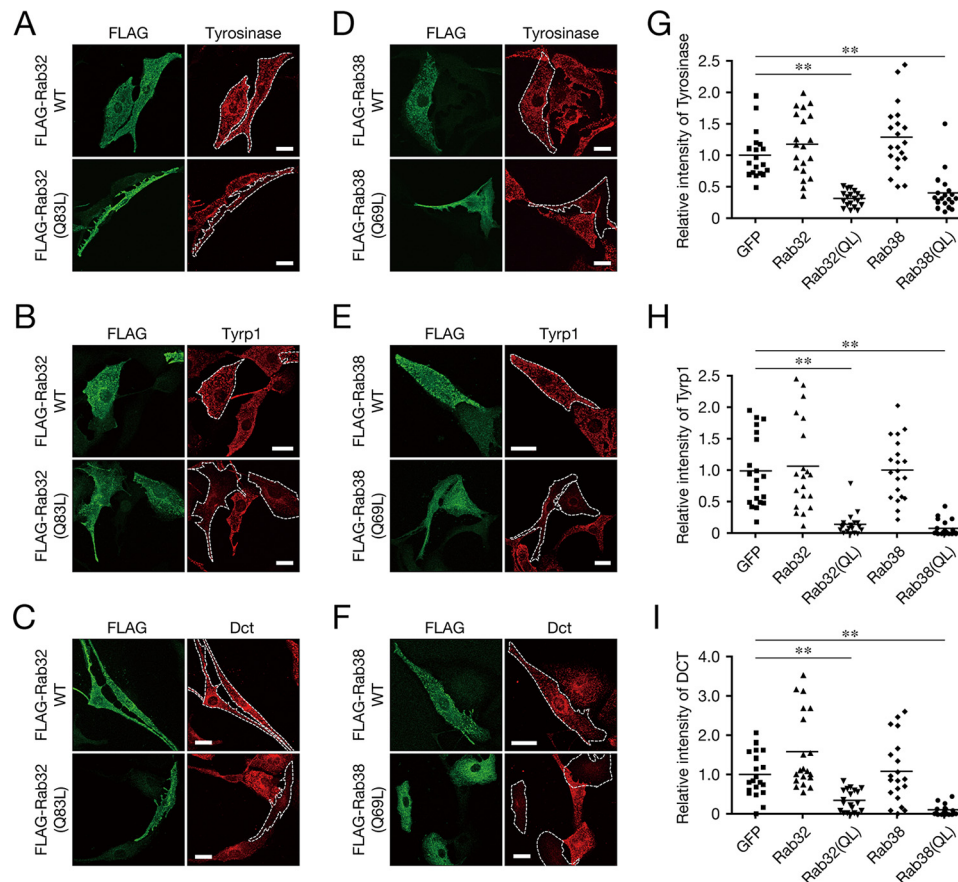 A
FLAG Tyrosinase
FLAG-Rab32
WT
FLAG-Rab32
(Q83L)
D
FLAG Tyrosinase
FLAG-Rab38
WT
FLAG-Rab38
(Q69L)
G
Relative intensity of Tyrosinase
2.5
2.0
1.5
1.0
0.5
0
**
**
GFP
Rab32
Rab32(QL)
Rab38
Rab38(QL)
B
FLAG Tyrp1
FLAG-Rab32
WT
FLAG-Rab32
(Q83L)
E
FLAG Tyrp1
FLAG-Rab38
WT
FLAG-Rab38
(Q69L)
H
Relative intensity of Tyrp1
2.5
2.0
1.5
1.0
0.5
0
**
**
GFP
Rab32
Rab32(QL)
Rab38
Rab38(QL)
C
FLAG Dct
FLAG-Rab32
WT
FLAG-Rab32
(Q83L)
F
FLAG Dct
FLAG-Rab38
WT
FLAG-Rab38
(Q69L)
I
Relative intensity of DCT
4.0
3.0
2.0
1.0
0
**
**
GFP
Rab32
Rab32(QL)
Rab38
Rab38(QL)